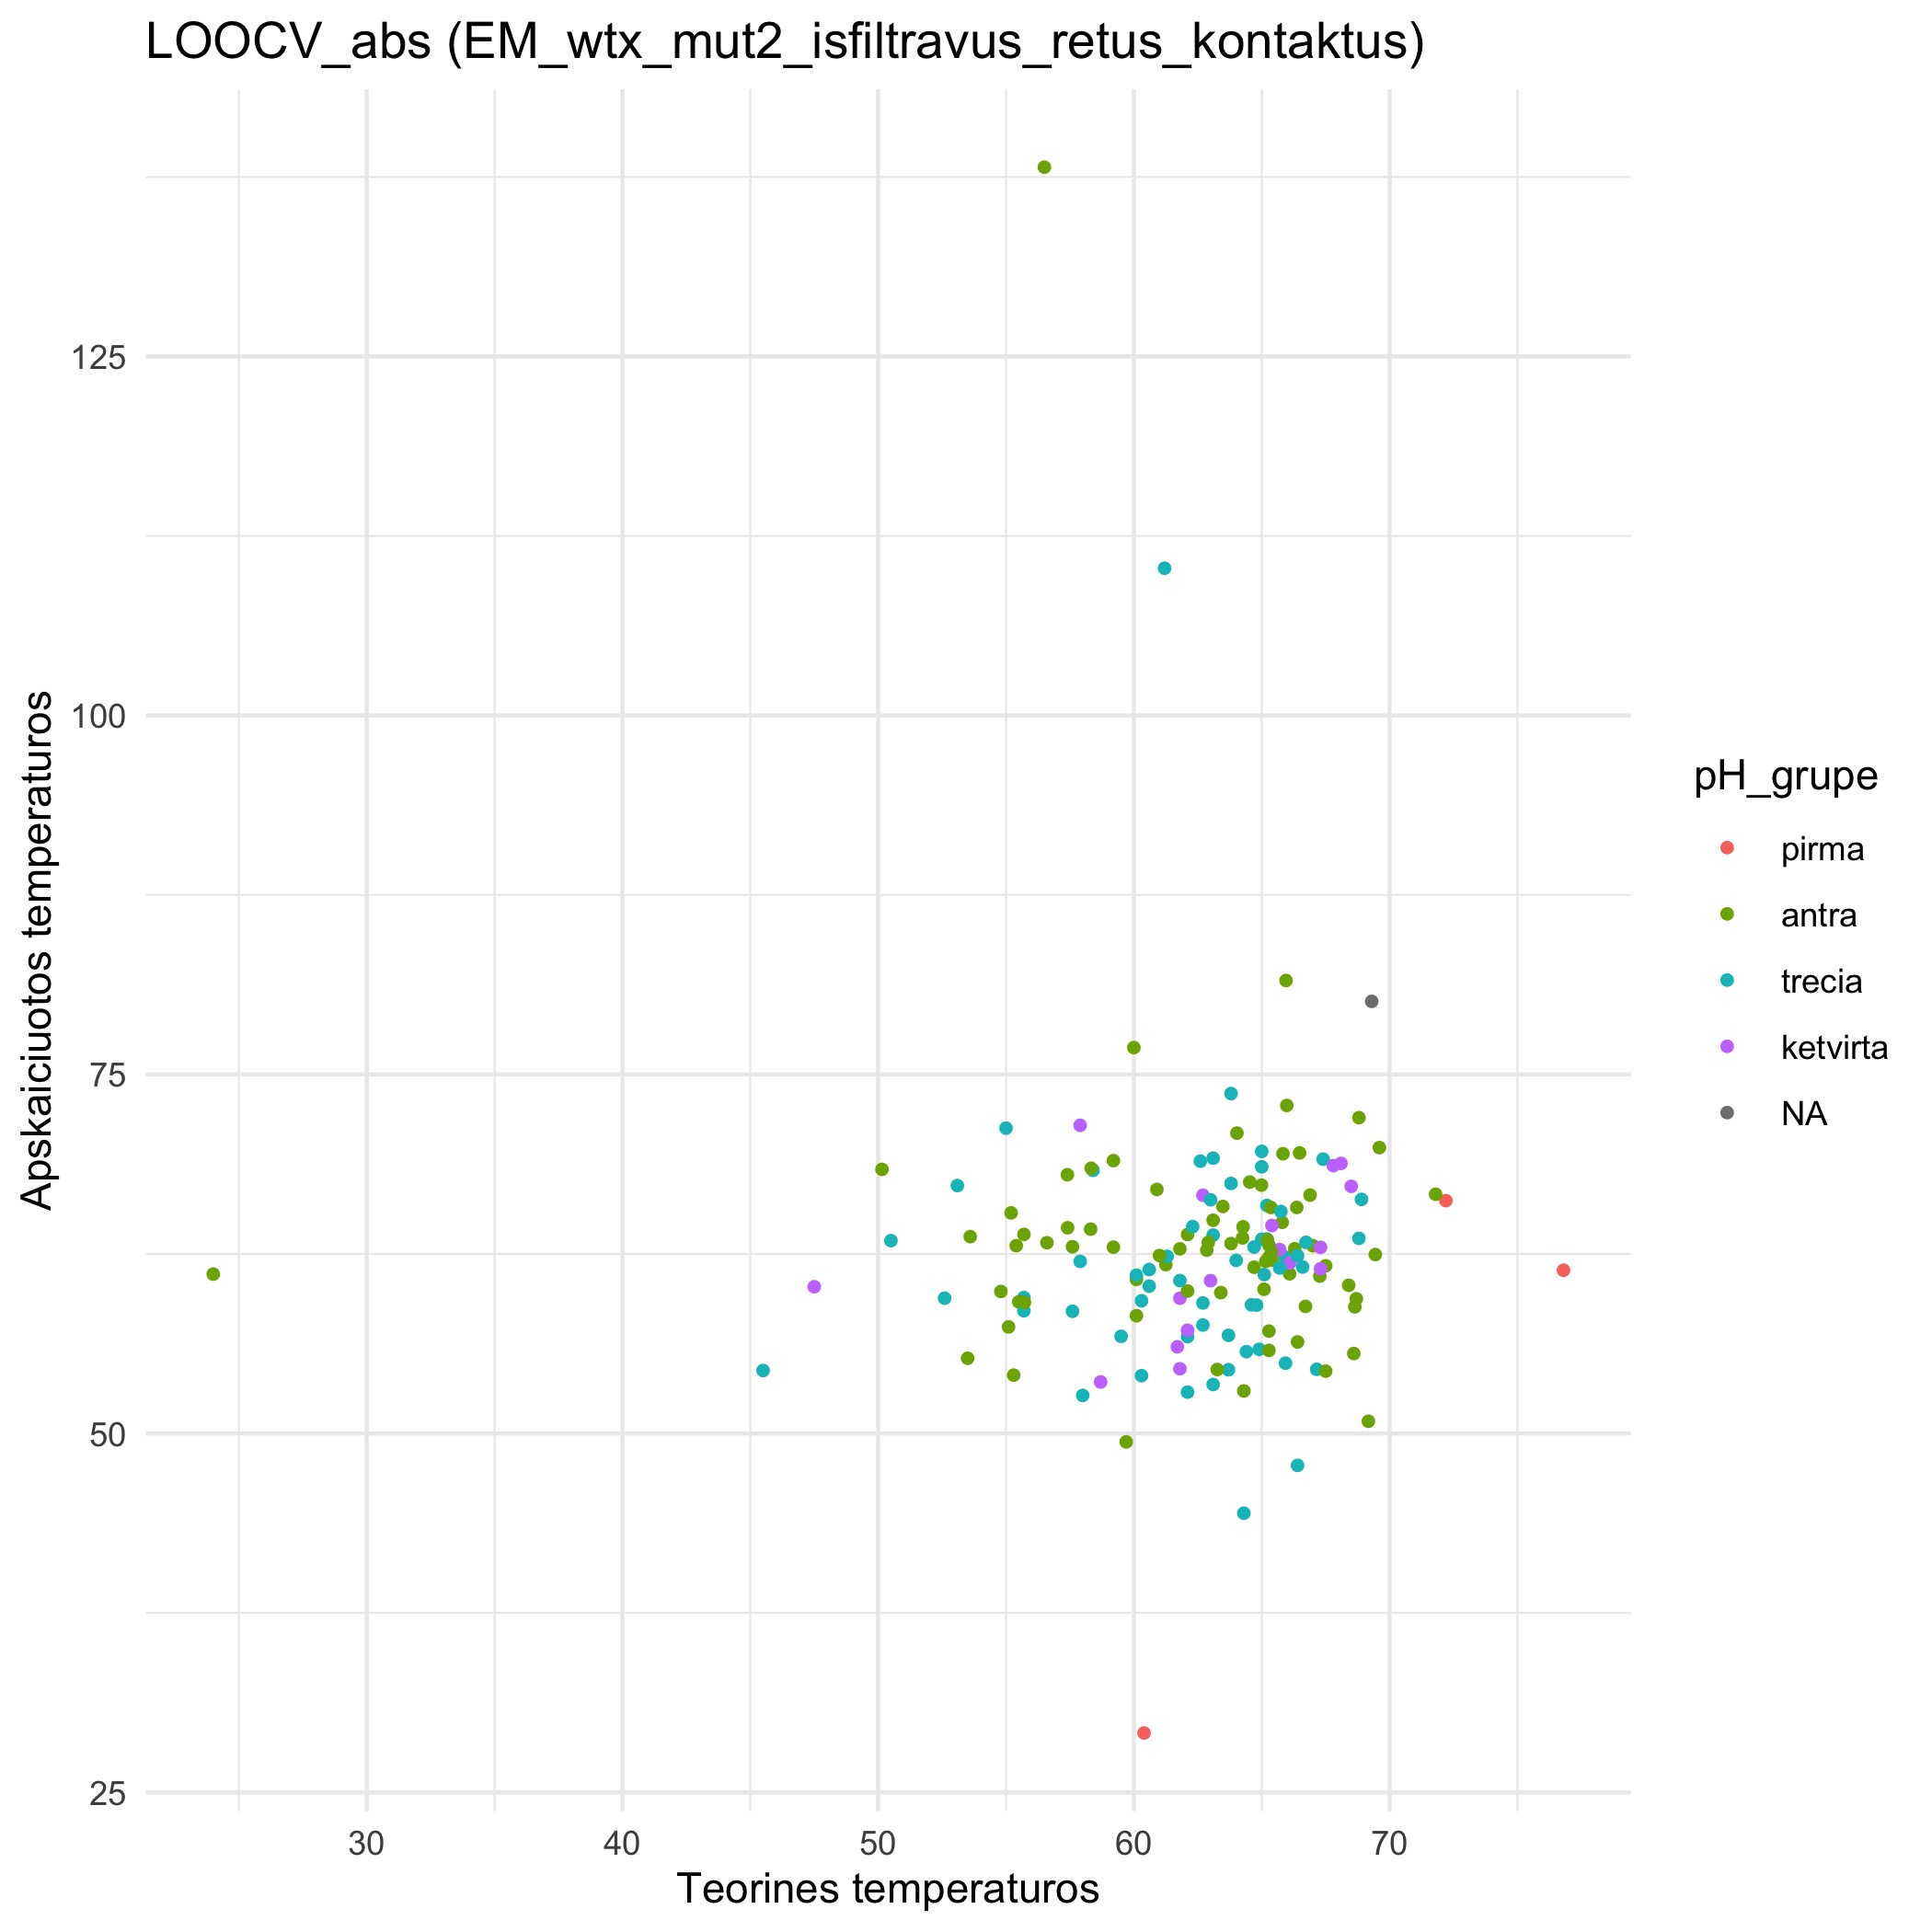 LOOCV_abs (EM_wtx_mut2_isfiltravus_retus_kontaktus)
125
100
75
50
25
Apskaiciuotos temperaturos
30 40 50 60 70
Teorines temperaturos
pH_grupe
pirma
antra
trecia
ketvirta
NA